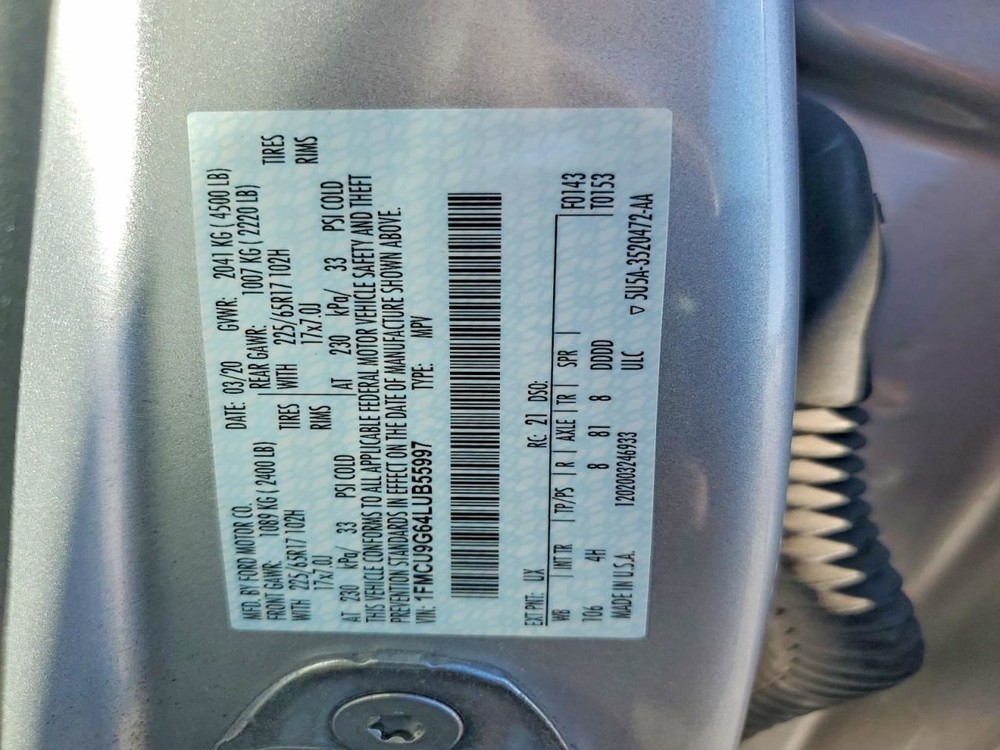 MFD. BY FORD MOTOR CO. DATE: 03/20 GVWR: 2041 KG ( 4500 LB)
FRONT GAWR: 1089 KG ( 2400 LB) REAR GAWR: 1007 KG ( 2220 LB)
WITH 225/65R17 102H TIRES WITH 225/65R17 102H TIRES
17x7.0J RIMS 17x7.0J RIMS
AT 230 kPa/ 33 PSI COLD AT 230 kPa/ 33 PSI COLD
THIS VEHICLE CONFORMS TO ALL APPLICABLE FEDERAL MOTOR VEHICLE SAFETY AND THEFT
PREVENTION STANDARDS IN EFFECT ON THE DATE OF MANUFACTURE SHOWN ABOVE.
VIN: 1FMCU9G64LUB55997 TYPE: MPV
EXT PNT: UX RC: 21 DSO: F0143
WB INT TR TP/PS R AXLE TR SPR T0153
106 4H 8 81 8 DDDD
MADE IN U.S.A. 1202003246933 ULC ▽ 5U5A-3520472-AA